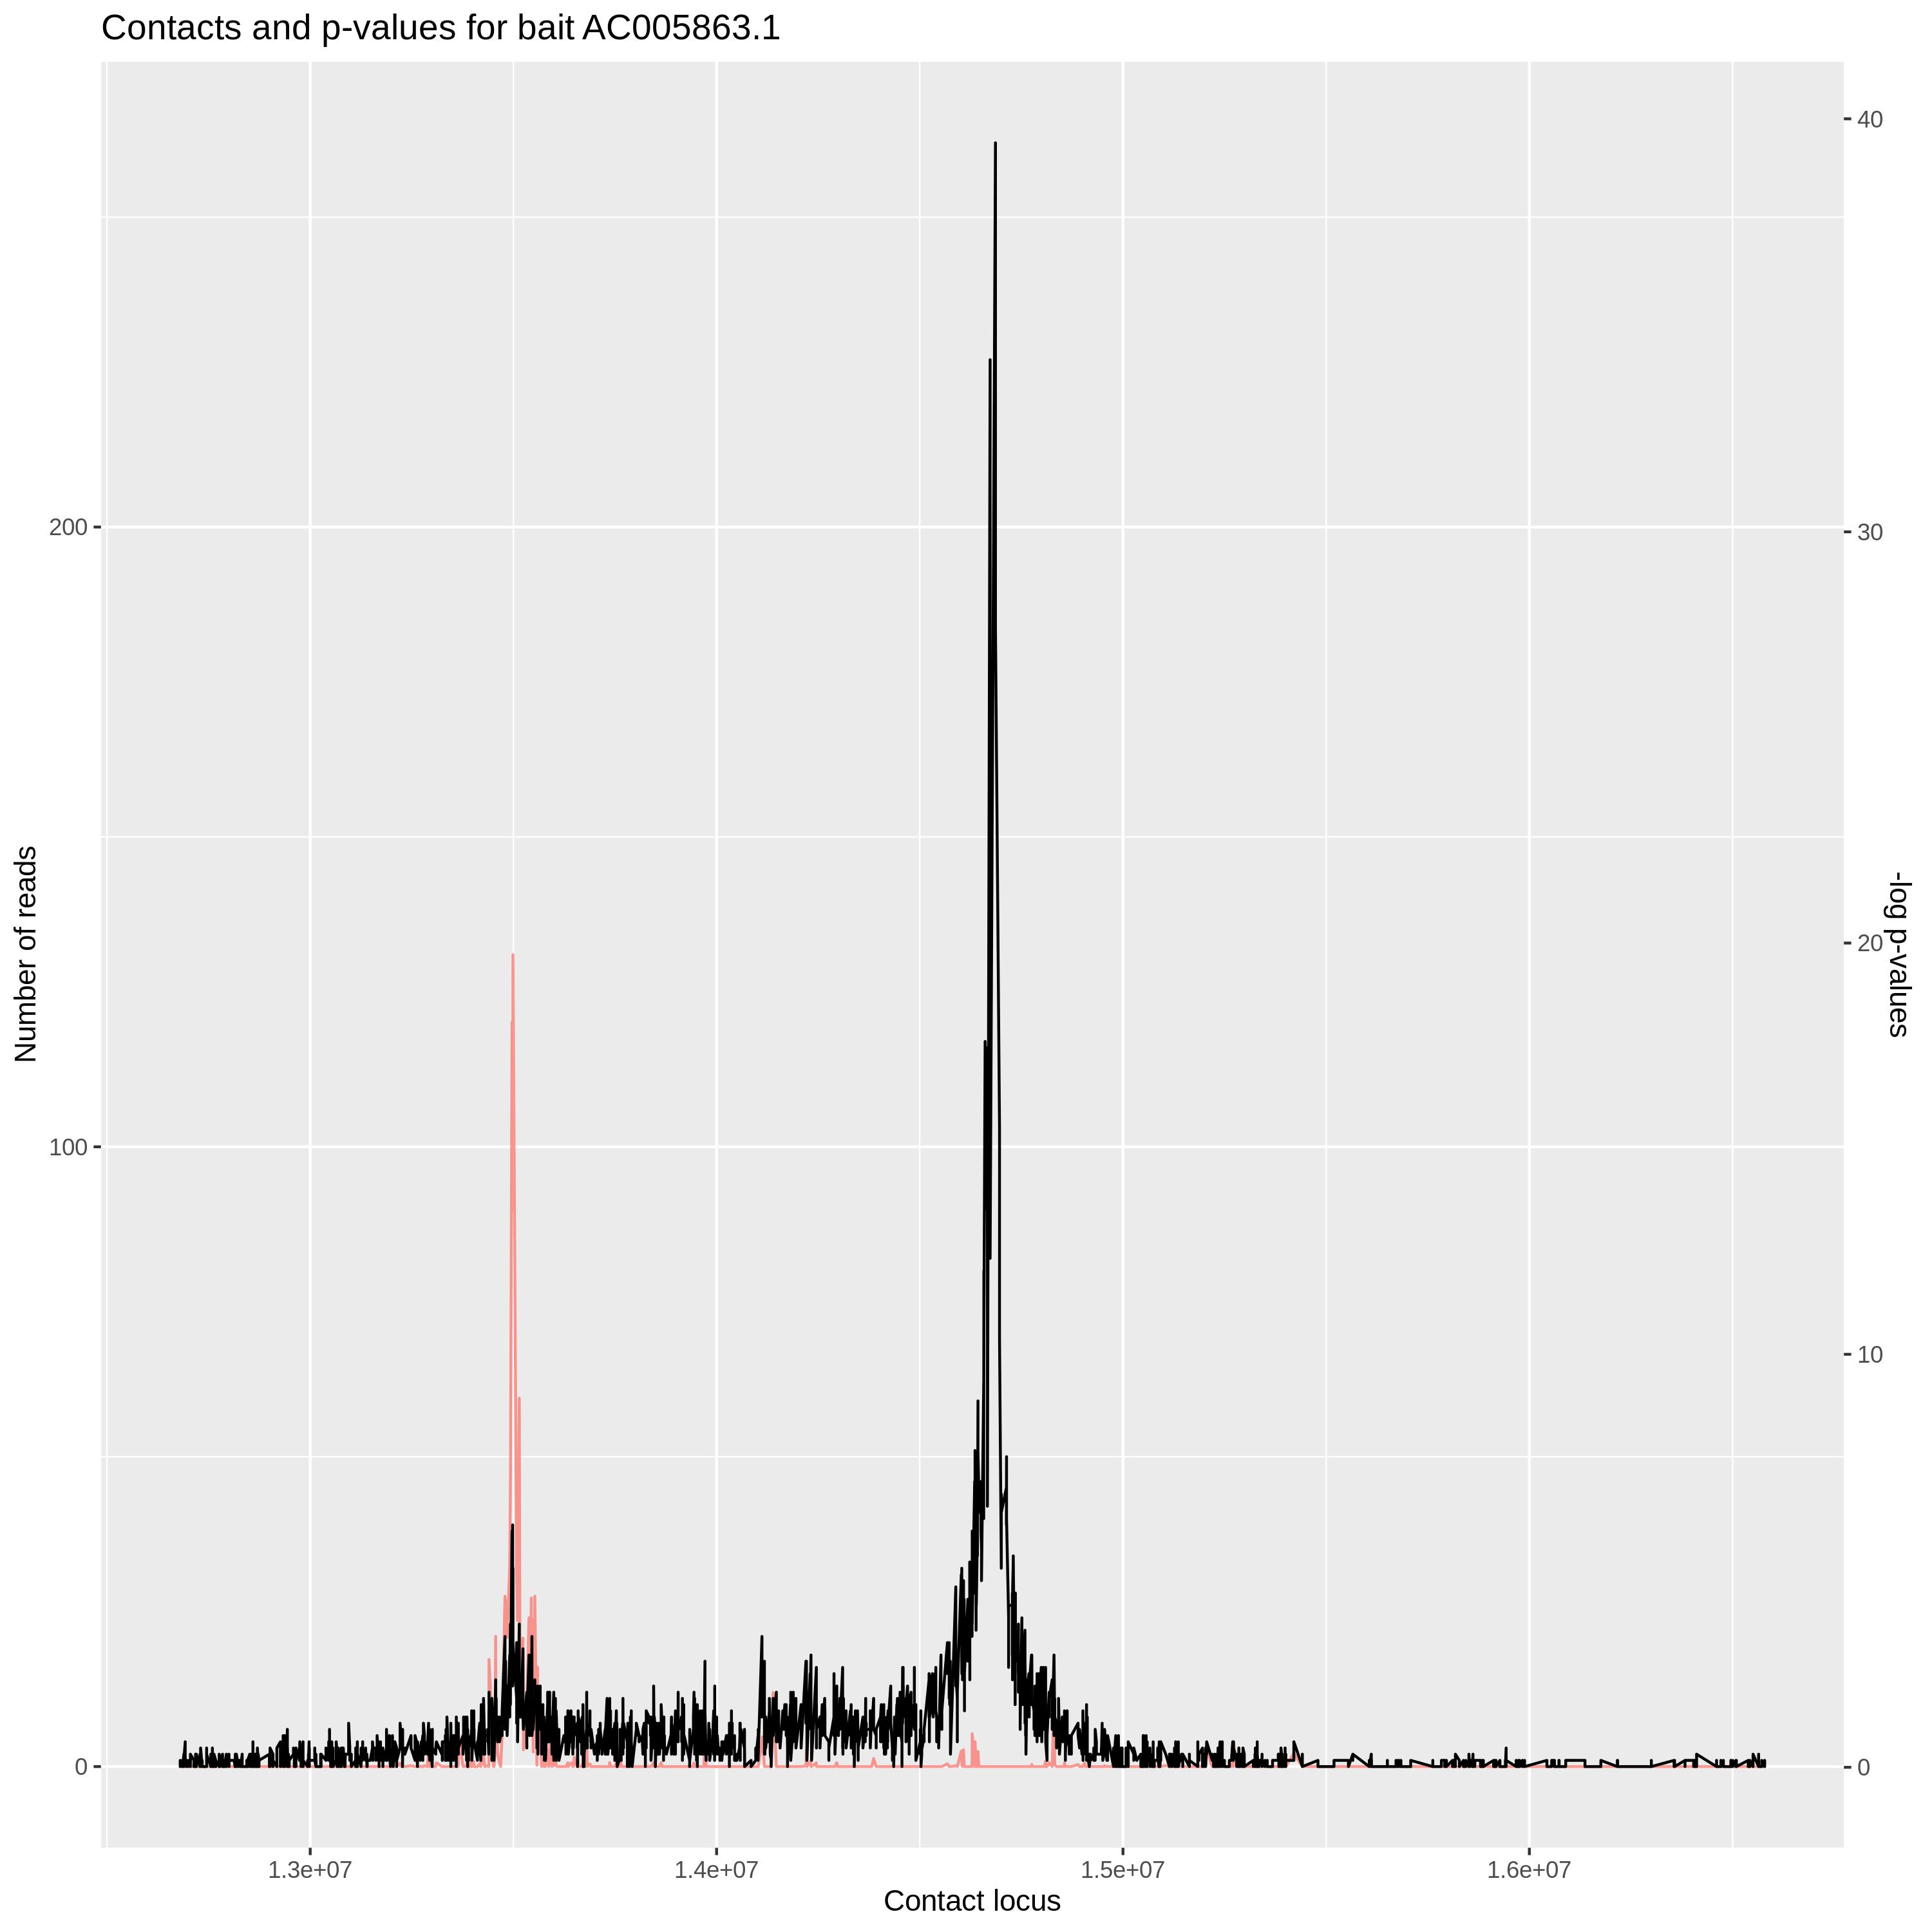 Contacts and p-values for bait AC005863.1
40
200
30
Number of reads
-log p-values
20
100
10
0
0
1.3e+07
1.4e+07
1.5e+07
1.6e+07
Contact locus